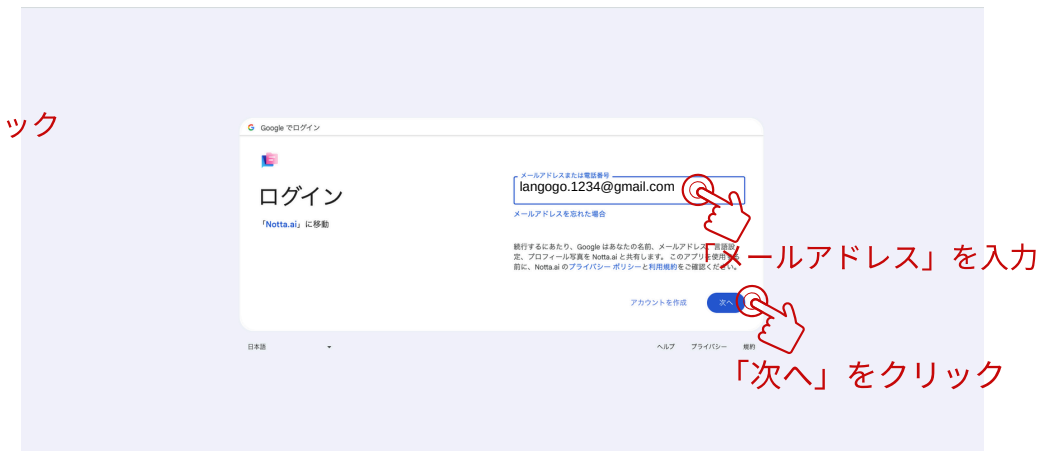 ック
G Google でログイン
ログイン
「Notta.ai」に移動
メールアドレスまたは電話番号
langogo.1234@gmail.com
メールアドレスを忘れた場合
「メールアドレス」を入力
続行するにあたり、Google はあなたの名前、メールアドレス、言語設
定、プロフィール写真を Notta.ai と共有します。このアプリを使用する
前に、Notta.ai のプライバシー ポリシーと利用規約をご確認ください。
アカウントを作成
次へ
「次へ」をクリック
日本語
ヘルプ プライバシー 規約